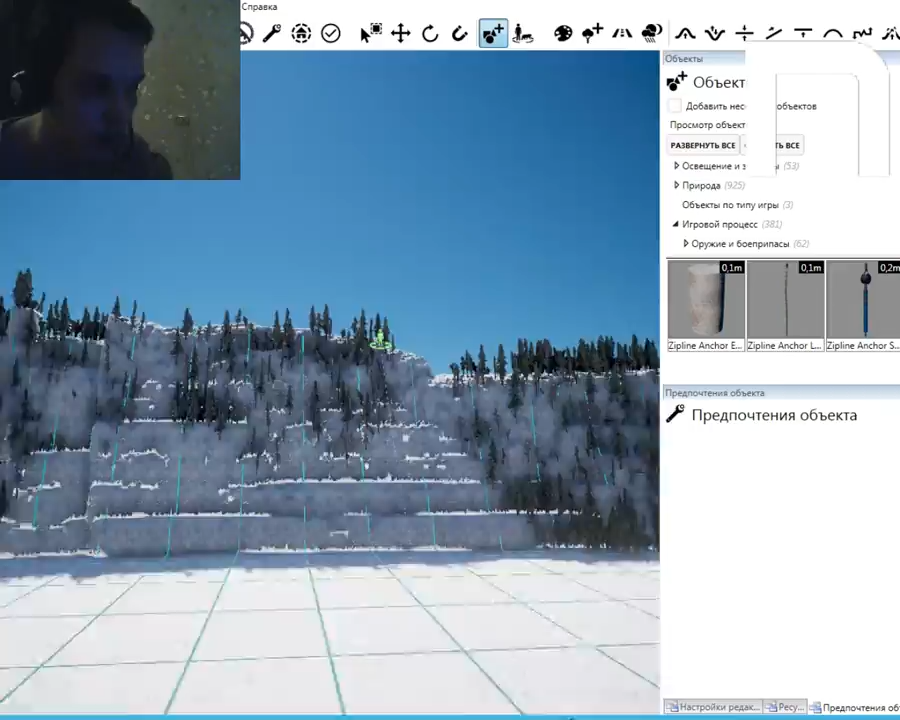 Справка
Объекты
Объект
Добавить нес объектов
Просмотр объект
РАЗВЕРНУТЬ ВСЕ ТЬ ВСЕ
Освещение и з (53)
Природа (925)
Объекты по типу игры (3)
Игровой процесс (381)
Оружие и боеприпасы (62)
0,1m 0,1m 0,2m
Zipline Anchor E... Zipline Anchor L... Zipline Anchor S...
Предпочтения объекта
Предпочтения объекта
Настройки редак... Ресу... Предпочтения об